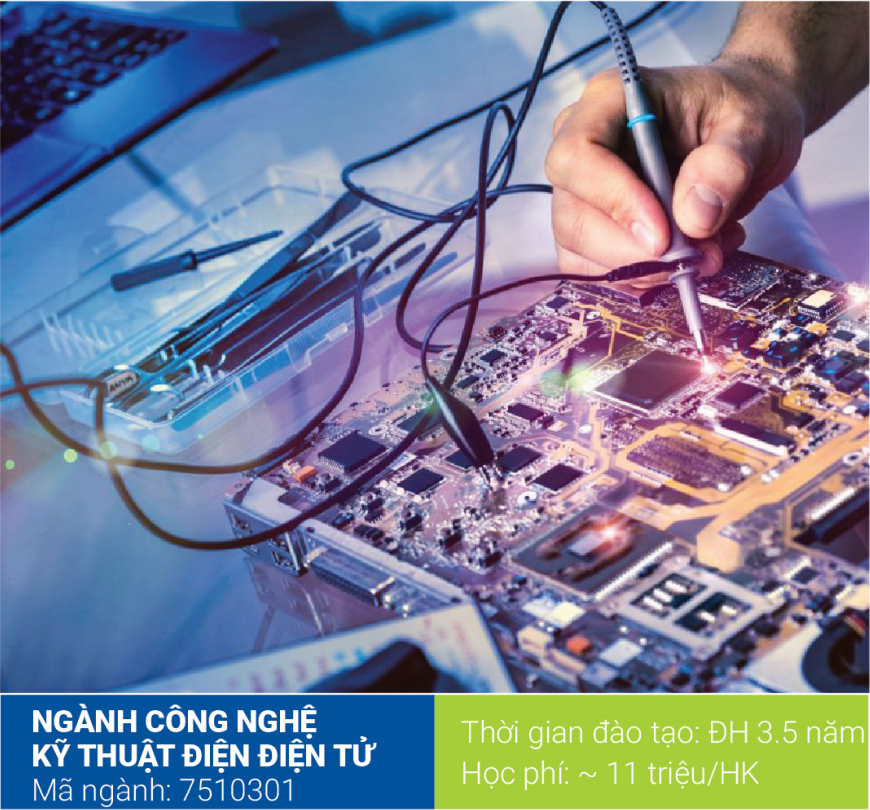 NGÀNH CÔNG NGHỆ
KỸ THUẬT ĐIỆN ĐIỆN TỬ
Mã ngành: 7510301
Thời gian đào tạo: ĐH 3.5 năm
Học phí: ~ 11 triệu/HK